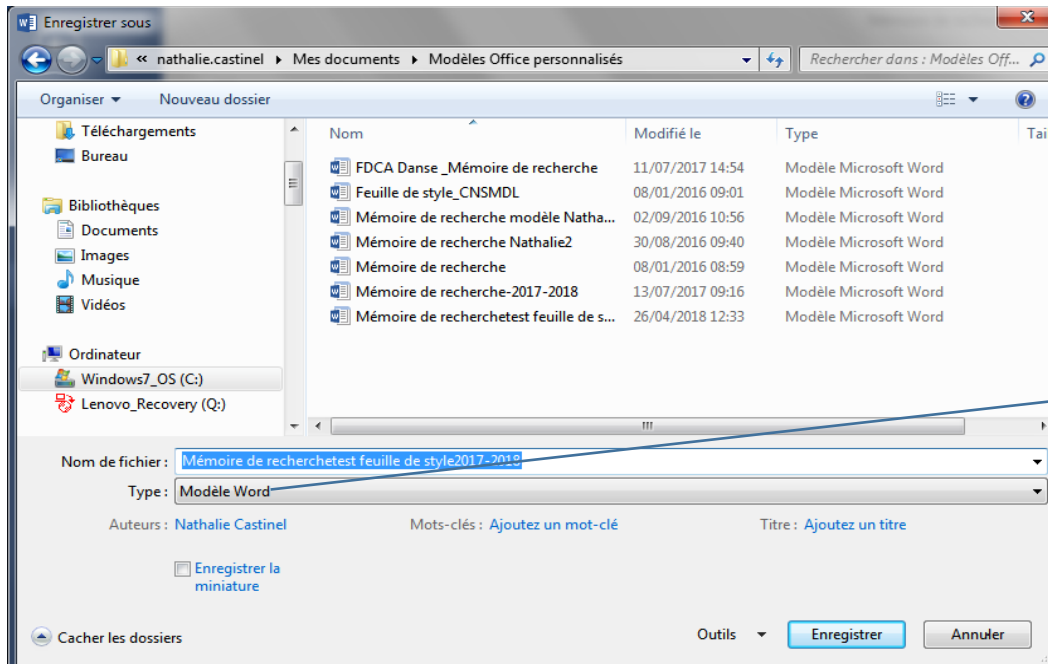 Enregistrer sous
« nathalie.castinel Mes documents Modèles Office personnalisés Rechercher dans : Modèles Off...
Organiser Nouveau dossier
Téléchargements
Bureau
Bibliothèques
Documents
Images
Musique
Vidéos
Ordinateur
Windows7_OS (C:)
Lenovo_Recovery (Q:)
Nom Modifié le Type Tai
FDCA Danse _Mémoire de recherche 11/07/2017 14:54 Modèle Microsoft Word
Feuille de style_CNSMDL 08/01/2016 09:01 Modèle Microsoft Word
Mémoire de recherche modèle Natha... 02/09/2016 10:56 Modèle Microsoft Word
Mémoire de recherche Nathalie2 30/08/2016 09:40 Modèle Microsoft Word
Mémoire de recherche 08/01/2016 08:59 Modèle Microsoft Word
Mémoire de recherche-2017-2018 13/07/2017 09:16 Modèle Microsoft Word
Mémoire de recherchetest feuille de s... 26/04/2018 12:33 Modèle Microsoft Word
Nom de fichier : Mémoire de recherchetest feuille de style2017-2018
Type : Modèle Word
Auteurs : Nathalie Castinel Mots-clés : Ajoutez un mot-clé Titre : Ajoutez un titre
Enregistrer la
miniature
Cacher les dossiers Outils Enregistrer Annuler